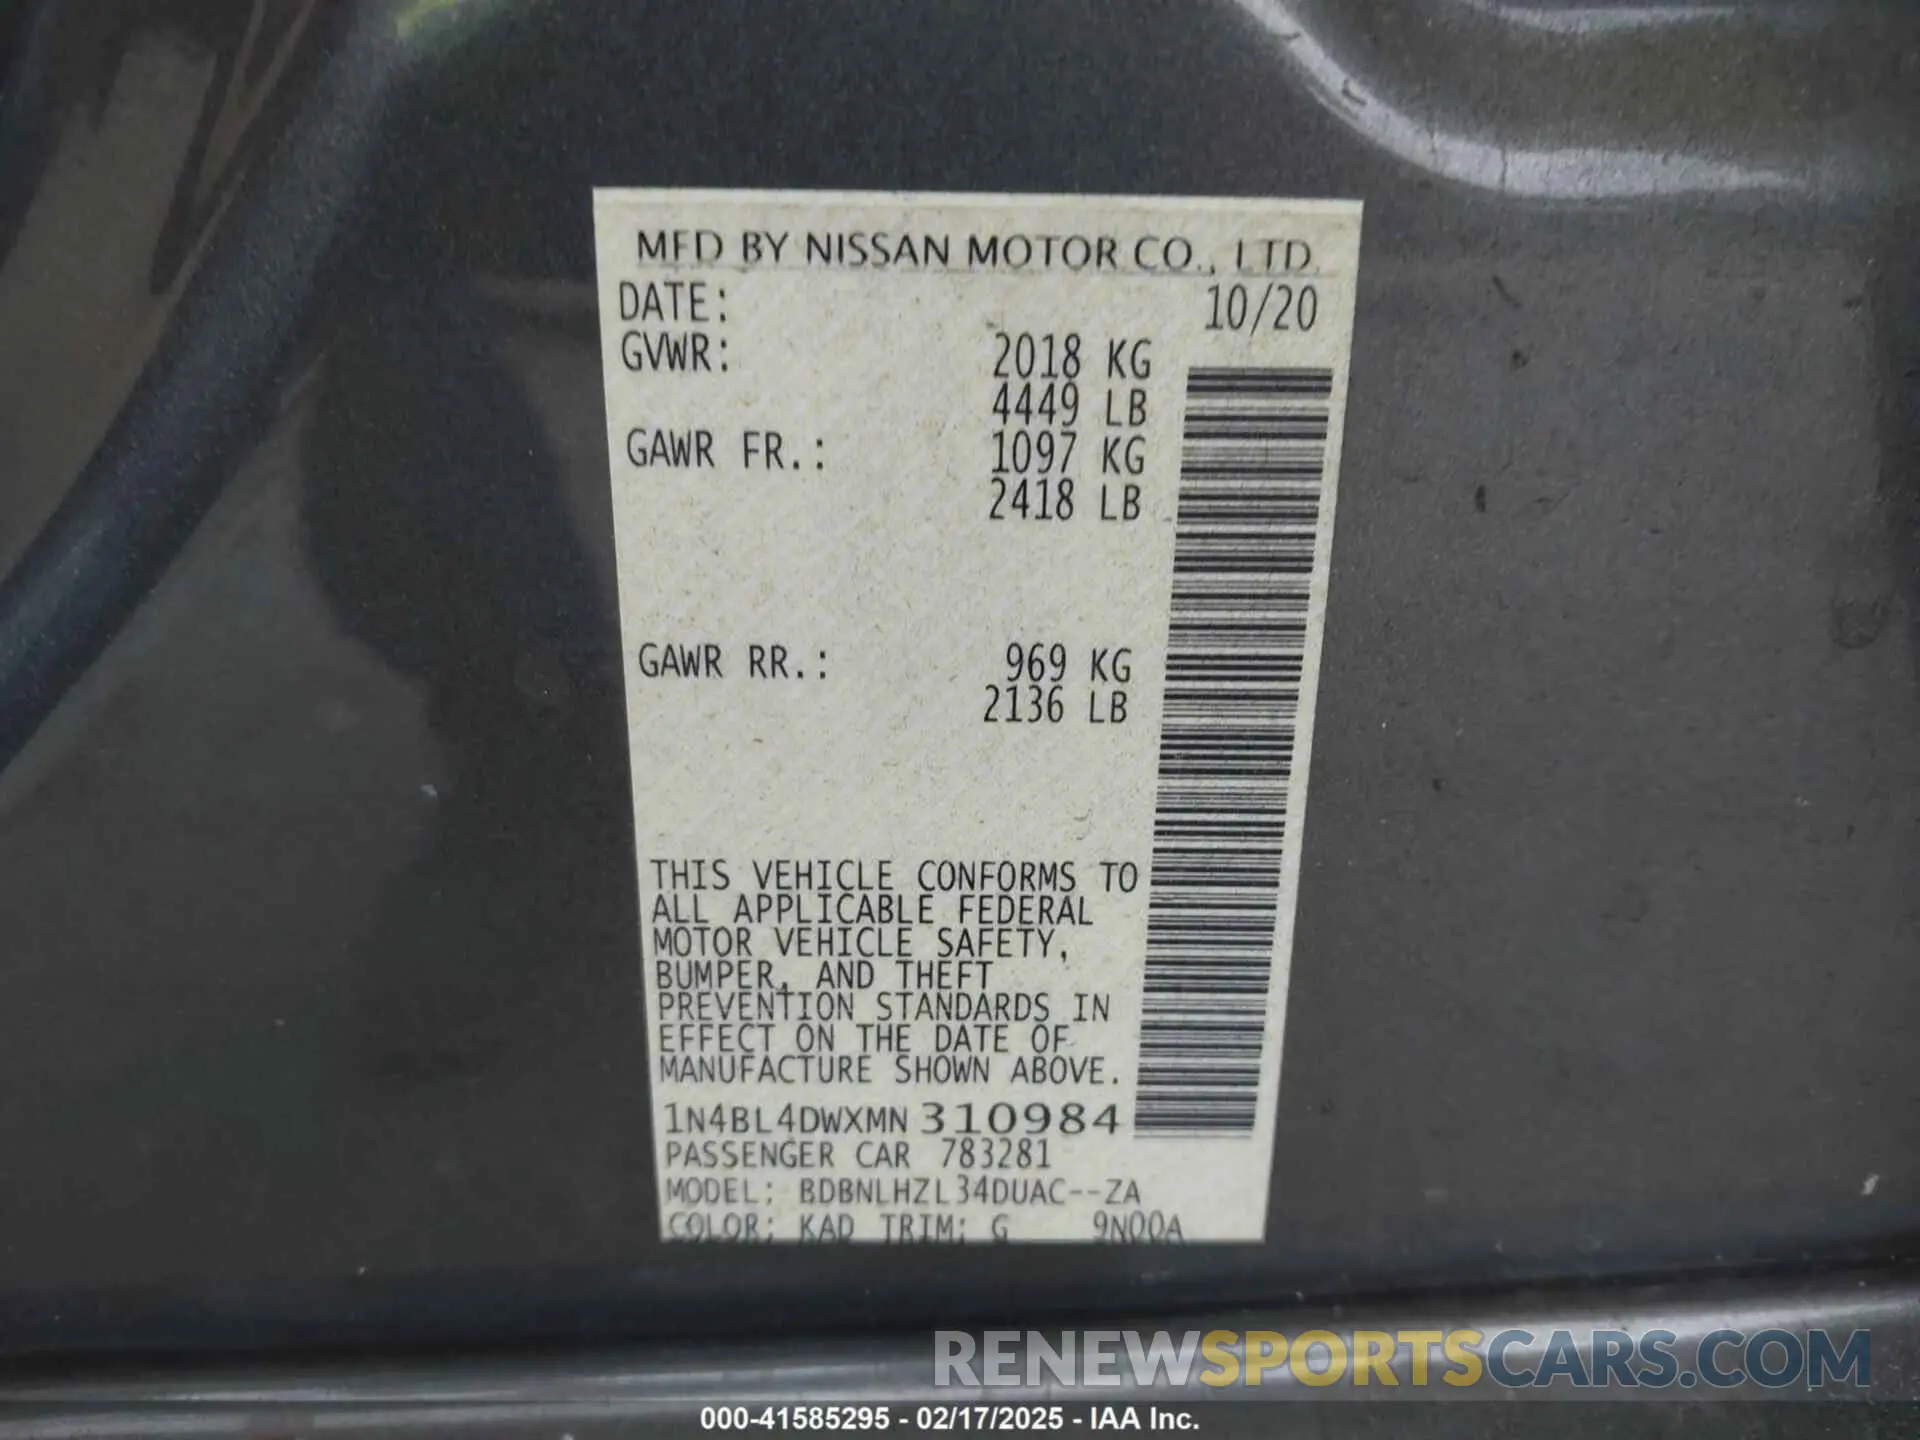 MFD BY NISSAN MOTOR CO., LTD.
DATE: 10/20
GVWR: 2018 KG
4449 LB
GAWR FR.: 1097 KG
2418 LB
GAWR RR.: 969 KG
2136 LB
THIS VEHICLE CONFORMS TO
ALL APPLICABLE FEDERAL
MOTOR VEHICLE SAFETY,
BUMPER, AND THEFT
PREVENTION STANDARDS IN
EFFECT ON THE DATE OF
MANUFACTURE SHOWN ABOVE.
1N4BL4DWXMN310984
PASSENGER CAR 783281
MODEL: BDBNLHZL34DUAC--ZA
COLOR: KAD TRIM: G 9N00A
RENEWSPORTSCARS.COM
000-41585295 - 02/17/2025 - IAA Inc.